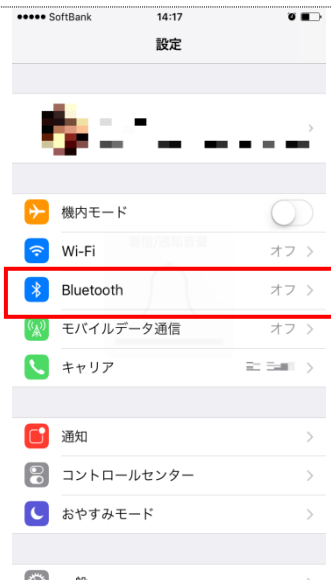 SoftBank 14:17
設定
機内モード
Wi-Fi オフ
Bluetooth オフ
モバイルデータ通信 オフ
キャリア
通知
コントロールセンター
おやすみモード